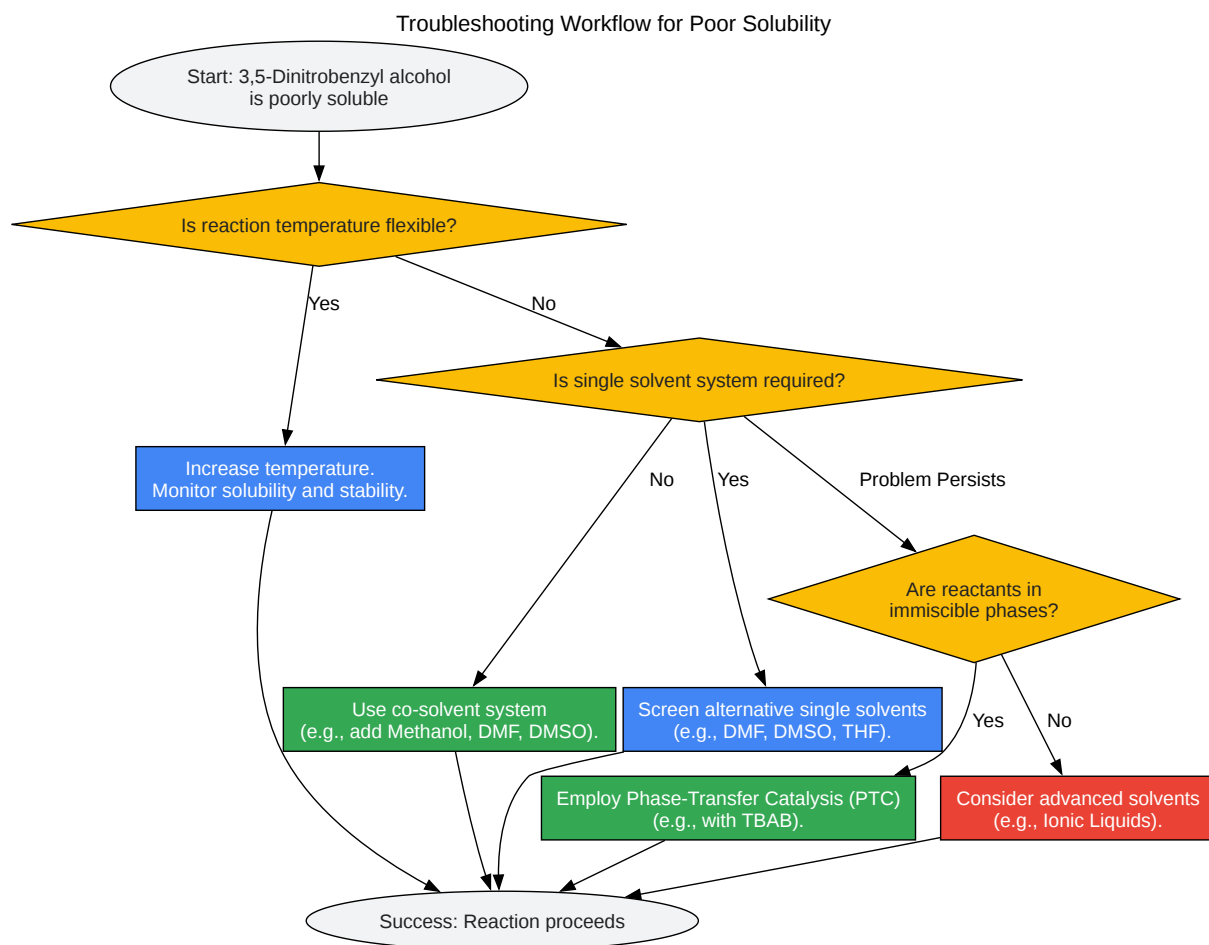 Troubleshooting Workflow for Poor Solubility
Start: 3,5-Dinitrobenzyl alcohol
is poorly soluble
Is reaction temperature flexible?
Yes
No
Is single solvent system required?
Increase temperature.
Monitor solubility and stability.
No
Yes
Problem Persists
Are reactants in
immiscible phases?
Use co-solvent system
(e.g., add Methanol, DMF, DMSO).
Screen alternative single solvents
(e.g., DMF, DMSO, THF).
Yes
No
Employ Phase-Transfer Catalysis (PTC)
(e.g., with TBAB).
Consider advanced solvents
(e.g., Ionic Liquids).
Success: Reaction proceeds